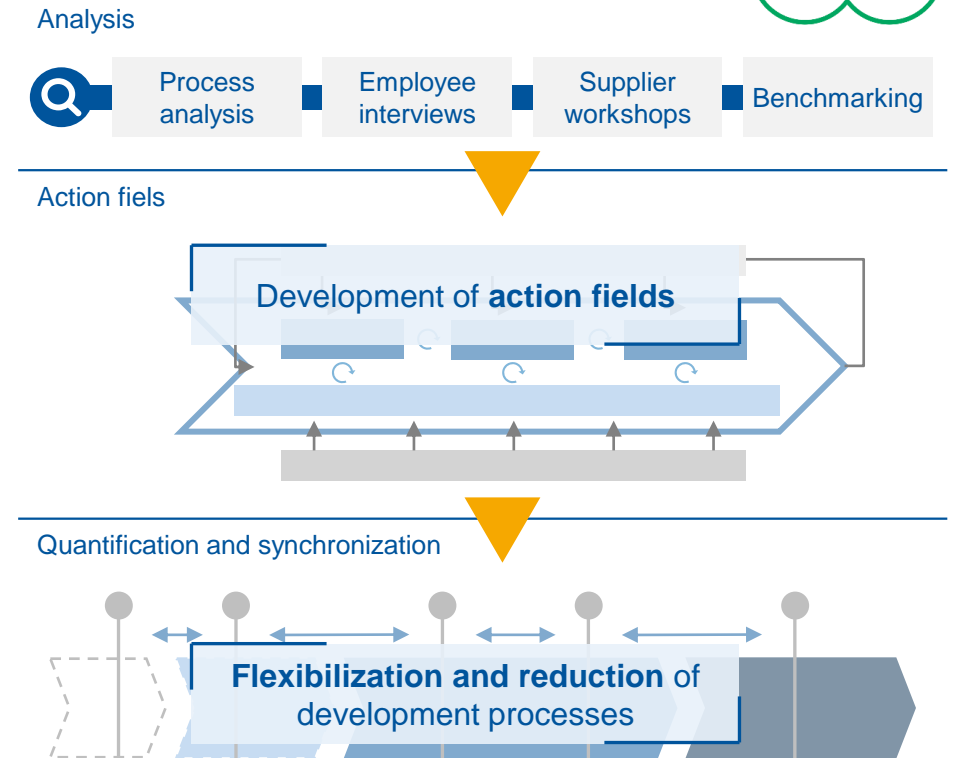 Analysis
Process
analysis
Employee
interviews
Supplier
workshops
Benchmarking
Action fiels
Development of action fields
Quantification and synchronization
Flexibilization and reduction of
development processes